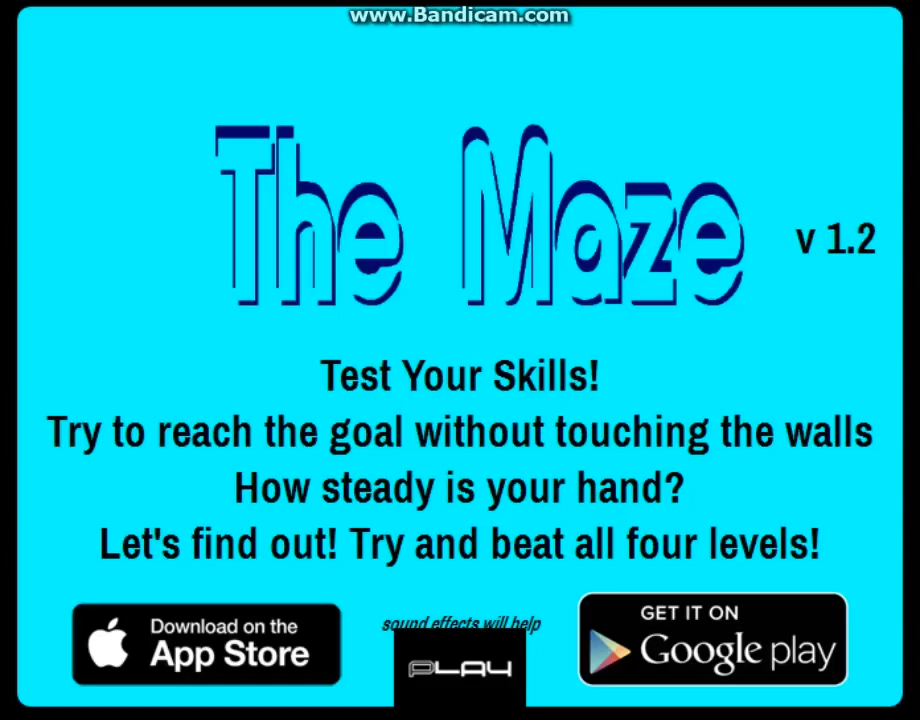 www.Bandicam.com
The Maze
v 1.2
Test Your Skills!
Try to reach the goal without touching the walls
How steady is your hand?
Let's find out! Try and beat all four levels!
Download on the
App Store
sound effects will help
PLAY
GET IT ON
Google play